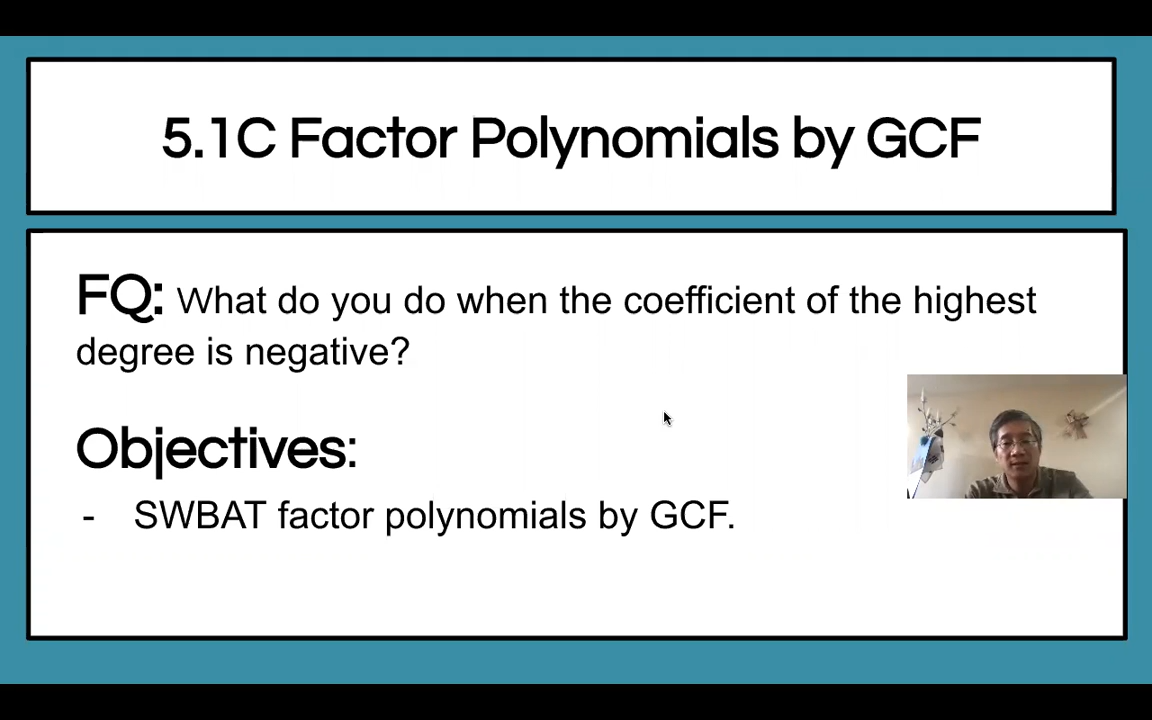 5.1C Factor Polynomials by GCF
FQ: What do you do when the coefficient of the highest
degree is negative?
Objectives:
- SWBAT factor polynomials by GCF.